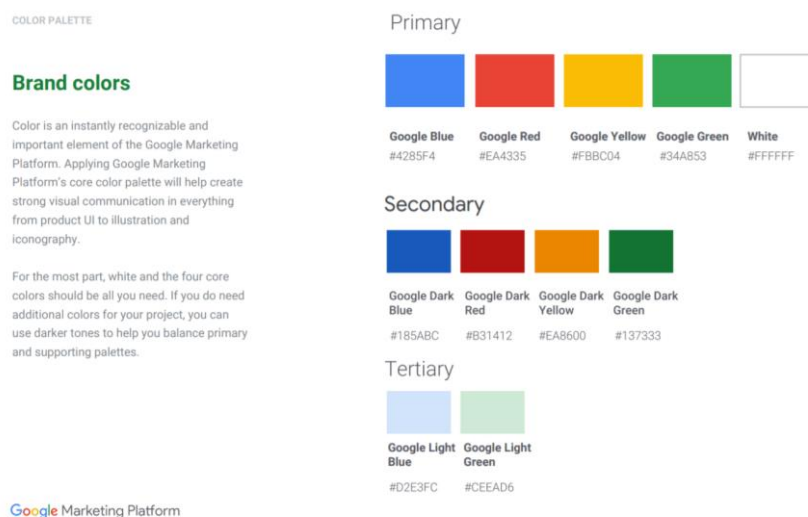 COLOR PALETTE
Brand colors
Color is an instantly recognizable and
important element of the Google Marketing
Platform. Applying Google Marketing
Platform's core color palette will help create
strong visual communication in everything
from product UI to illustration and
iconography.
For the most part, white and the four core
colors should be all you need. If you do need
additional colors for your project, you can
use darker tones to help you balance primary
and supporting palettes.
Google Marketing Platform
Primary
Google Blue Google Red Google Yellow Google Green White
#4285F4 #EA4335 #FBBC04 #34A853 #FFFFFF
Secondary
Google Dark Google Dark Google Dark Google Dark
Blue Red Yellow Green
#185ABC #B31412 #EA8600 #137333
Tertiary
Google Light Google Light
Blue Green
#D2E3FC #CEEAD6